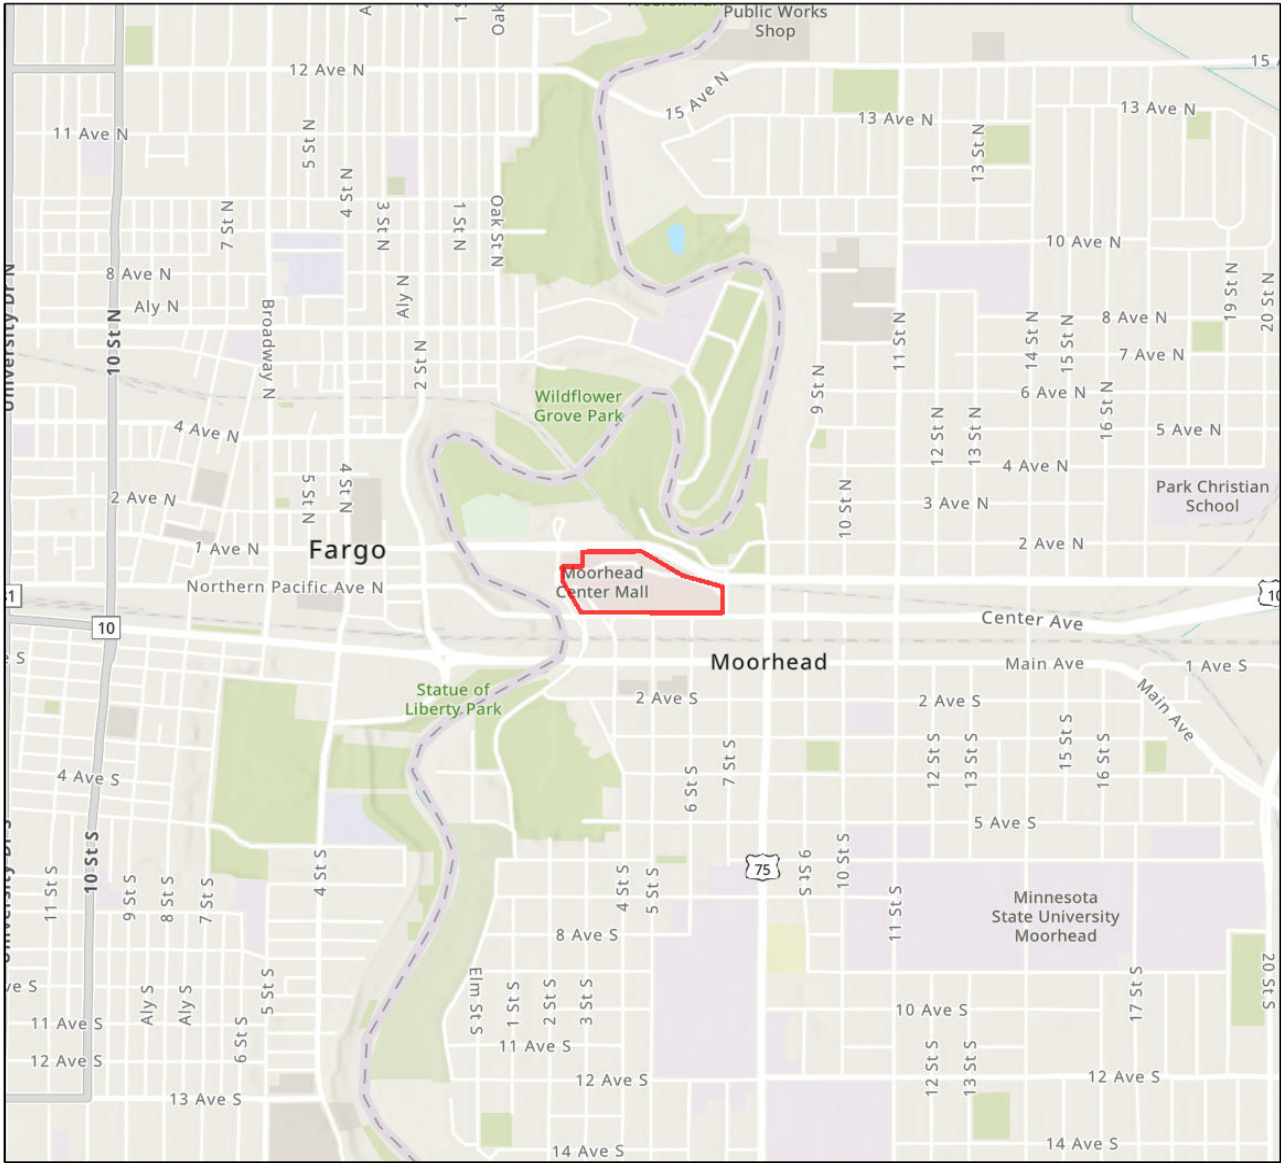 Public Works
Shop
Oak
1 S
12 Ave N
15 Ave N
15 A
13 Ave N
13 Ave N
11 Ave N
5 St N
4 St N
3 St N
1 St N
Oak St N
7 St N
13 St N
10 Ave N
8 Ave N
Aly N
Aly N
Broadway N
2 St N
University Dr N
10 St N
19 St N
20 St N
11 St N
14 St N
15 St N
8 Ave N
7 Ave N
6 Ave N
16 St N
5 Ave N
9 St N
12 St N
13 St N
4 Ave N
Wildflower
Grove Park
4 Ave N
2 Ave N
5 St N
4 St N
10 St N
3 Ave N
Park Christian
School
1 Ave N
Fargo
2 Ave N
Northern Pacific Ave N
Moorhead
Center Mall
31
10
10
Center Ave
e S
Moorhead
Main Ave
1 Ave S
Statue of
Liberty Park
2 Ave S
2 Ave S
Main Ave
4 Ave S
6 St S
7 St S
12 St S
13 St S
15 St S
16 St S
5 Ave S
10 St S
University Dr S
75
11 St S
9 St S
8 St S
7 St S
4 St S
4 St S
5 St S
9 St S
10 St S
11 St S
Minnesota
State University
Moorhead
8 Ave S
ve S
Aly S
Aly S
5 St S
Elm St S
1 St S
2 St S
3 St S
17 St S
20 St S
10 Ave S
11 Ave S
6 St S
11 Ave S
12 Ave S
12 Ave S
12 St S
13 St S
12 Ave S
13 Ave S
14 Ave S
14 Ave S